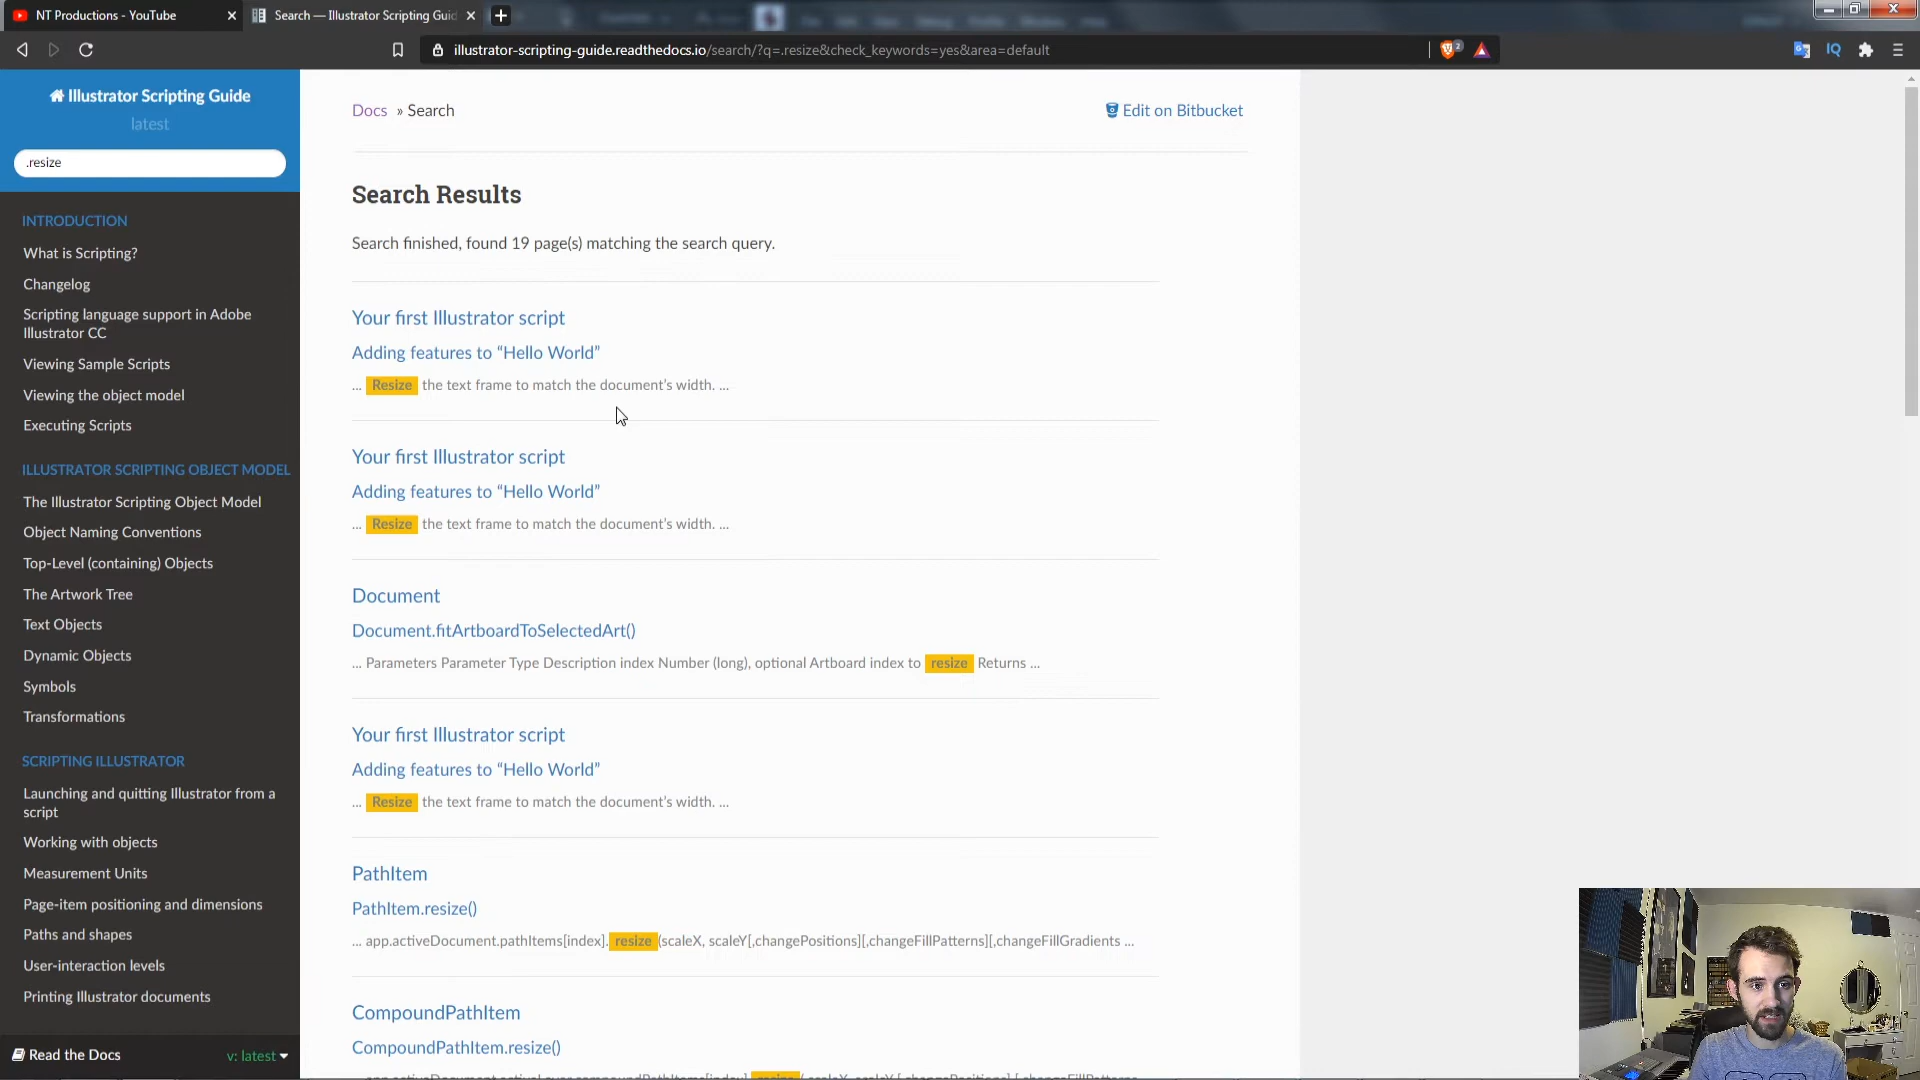 NT Productions - YouTube
Search — Illustrator Scripting Gui
illustrator-scripting-guide.readthedocs.io/search/?q=.resize&check_keywords=yes&area=default
2
IQ
Illustrator Scripting Guide
latest
.resize
INTRODUCTION
What is Scripting?
Changelog
Scripting language support in Adobe
Illustrator CC
Viewing Sample Scripts
Viewing the object model
Executing Scripts
ILLUSTRATOR SCRIPTING OBJECT MODEL
The Illustrator Scripting Object Model
Object Naming Conventions
Top-Level (containing) Objects
The Artwork Tree
Text Objects
Dynamic Objects
Symbols
Transformations
SCRIPTING ILLUSTRATOR
Launching and quitting Illustrator from a
script
Working with objects
Measurement Units
Page-item positioning and dimensions
Paths and shapes
User-interaction levels
Printing Illustrator documents
Read the Docs
v: latest
Docs » Search
Edit on Bitbucket
Search Results
Search finished, found 19 page(s) matching the search query.
Your first Illustrator script
Adding features to “Hello World”
... Resize the text frame to match the document’s width. ...
Your first Illustrator script
Adding features to “Hello World”
... Resize the text frame to match the document’s width. ...
Document
Document.fitArtboardToSelectedArt()
... Parameters Parameter Type Description index Number (long), optional Artboard index to resize Returns ...
Your first Illustrator script
Adding features to “Hello World”
... Resize the text frame to match the document’s width. ...
PathItem
PathItem.resize()
... app.activeDocument.pathItems[index].resize(scaleX, scaleY[,changePositions][,changeFillPatterns][,changeFillGradients ...
CompoundPathItem
CompoundPathItem.resize()